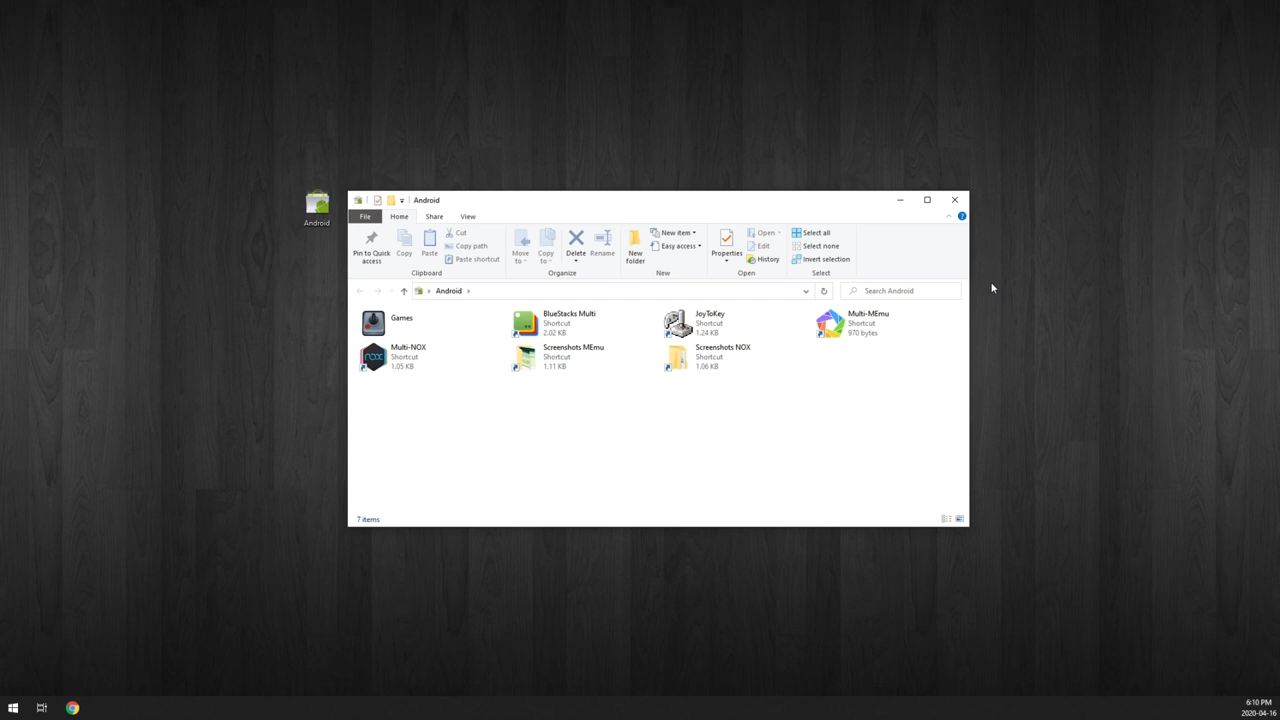 Android
Android
File Home Share View
Pin to Quick access
Copy
Paste
Cut
Copy path
Paste shortcut
Clipboard
Move to
Copy to
Delete
Rename
Organize
New folder
New item
Easy access
New
Properties
Open
Edit
History
Open
Select all
Select none
Invert selection
Select
Android
Search Android
Games
BlueStacks Multi
Shortcut
2.02 KB
JoyToKey
Shortcut
1.24 KB
Multi-MEmu
Shortcut
970 bytes
Multi-NOX
Shortcut
1.05 KB
Screenshots MEmu
Shortcut
1.11 KB
Screenshots NOX
Shortcut
1.06 KB
nox
7 items
6:10 PM
2020-04-16